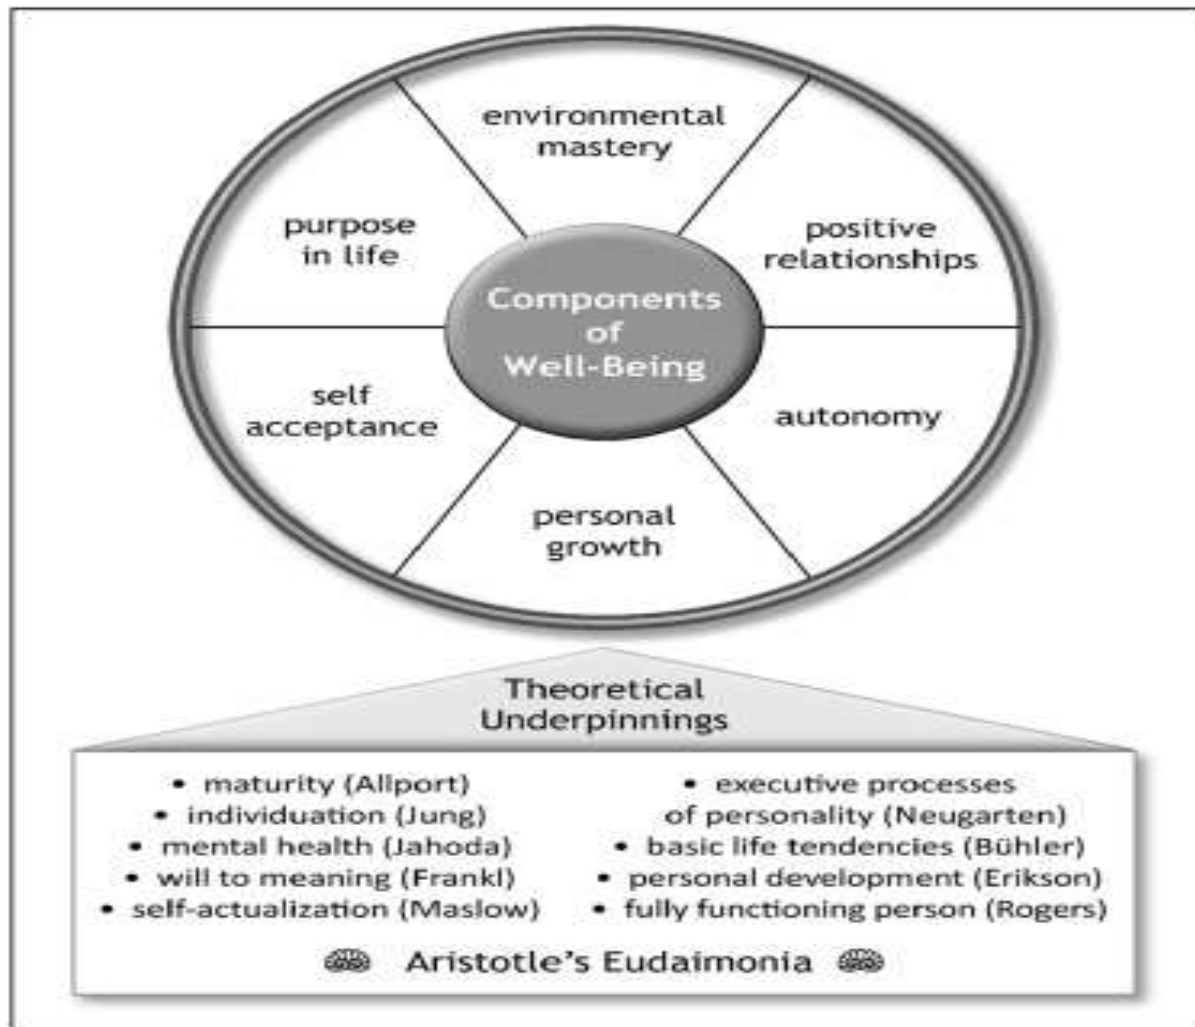 environmental
mastery
positive
relationships
autonomy
personal
growth
self
acceptance
purpose
in life
Components
of
Well-Being
Theoretical
Underpinnings
• maturity (Allport)
• individuation (Jung)
• mental health (Jahoda)
• will to meaning (Frankl)
• self-actualization (Maslow)
• executive processes
of personality (Neugarten)
• basic life tendencies (Bühler)
• personal development (Erikson)
• fully functioning person (Rogers)
Aristotle's Eudaimonia